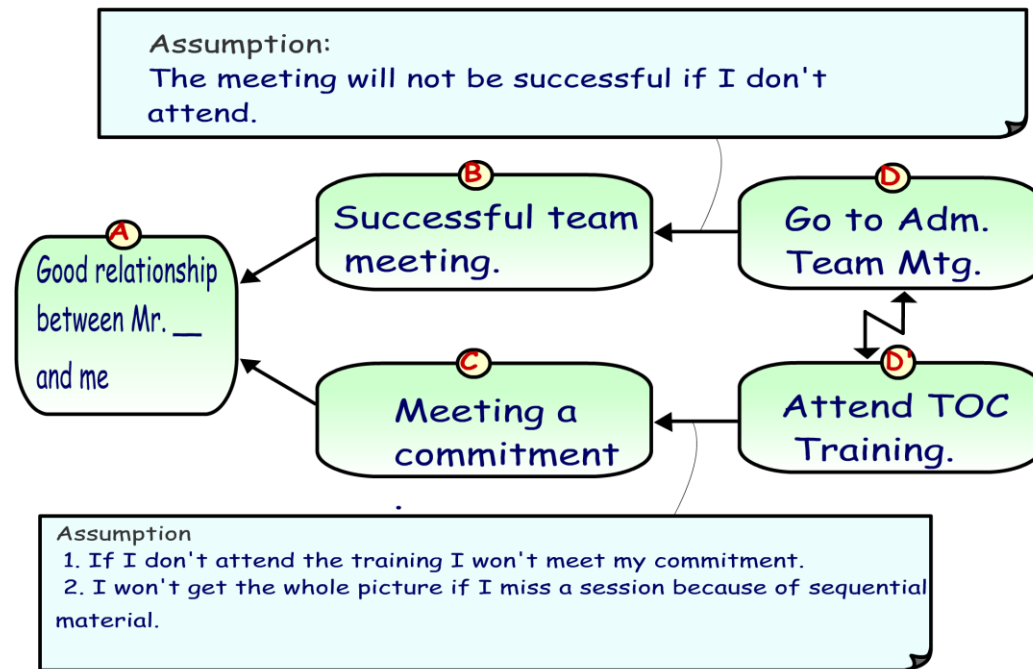 Assumption:
The meeting will not be successful if I don't
attend.
B
Successful team
meeting.
D
Go to Adm.
Team Mtg.
A
Good relationship
between Mr. __
and me
C
Meeting a
commitment
.
D'
Attend TOC
Training.
Assumption
1. If I don't attend the training I won't meet my commitment.
2. I won't get the whole picture if I miss a session because of sequential
material.